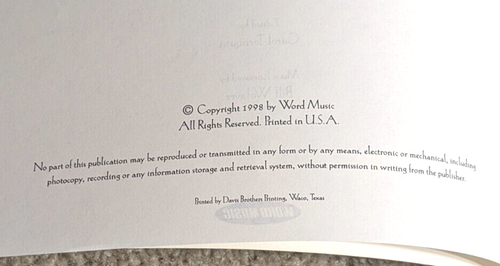 © Copyright 1998 by Word Music
All Rights Reserved. Printed in U.S.A.
No part of this publication may be reproduced or transmitted in any form or by any means, electronic or mechanical, including
photocopy, recording or any information storage and retrieval system, without permission in writing from the publisher.
Printed by Davis Brothers Printing, Waco, Texas
WORD MUSIC